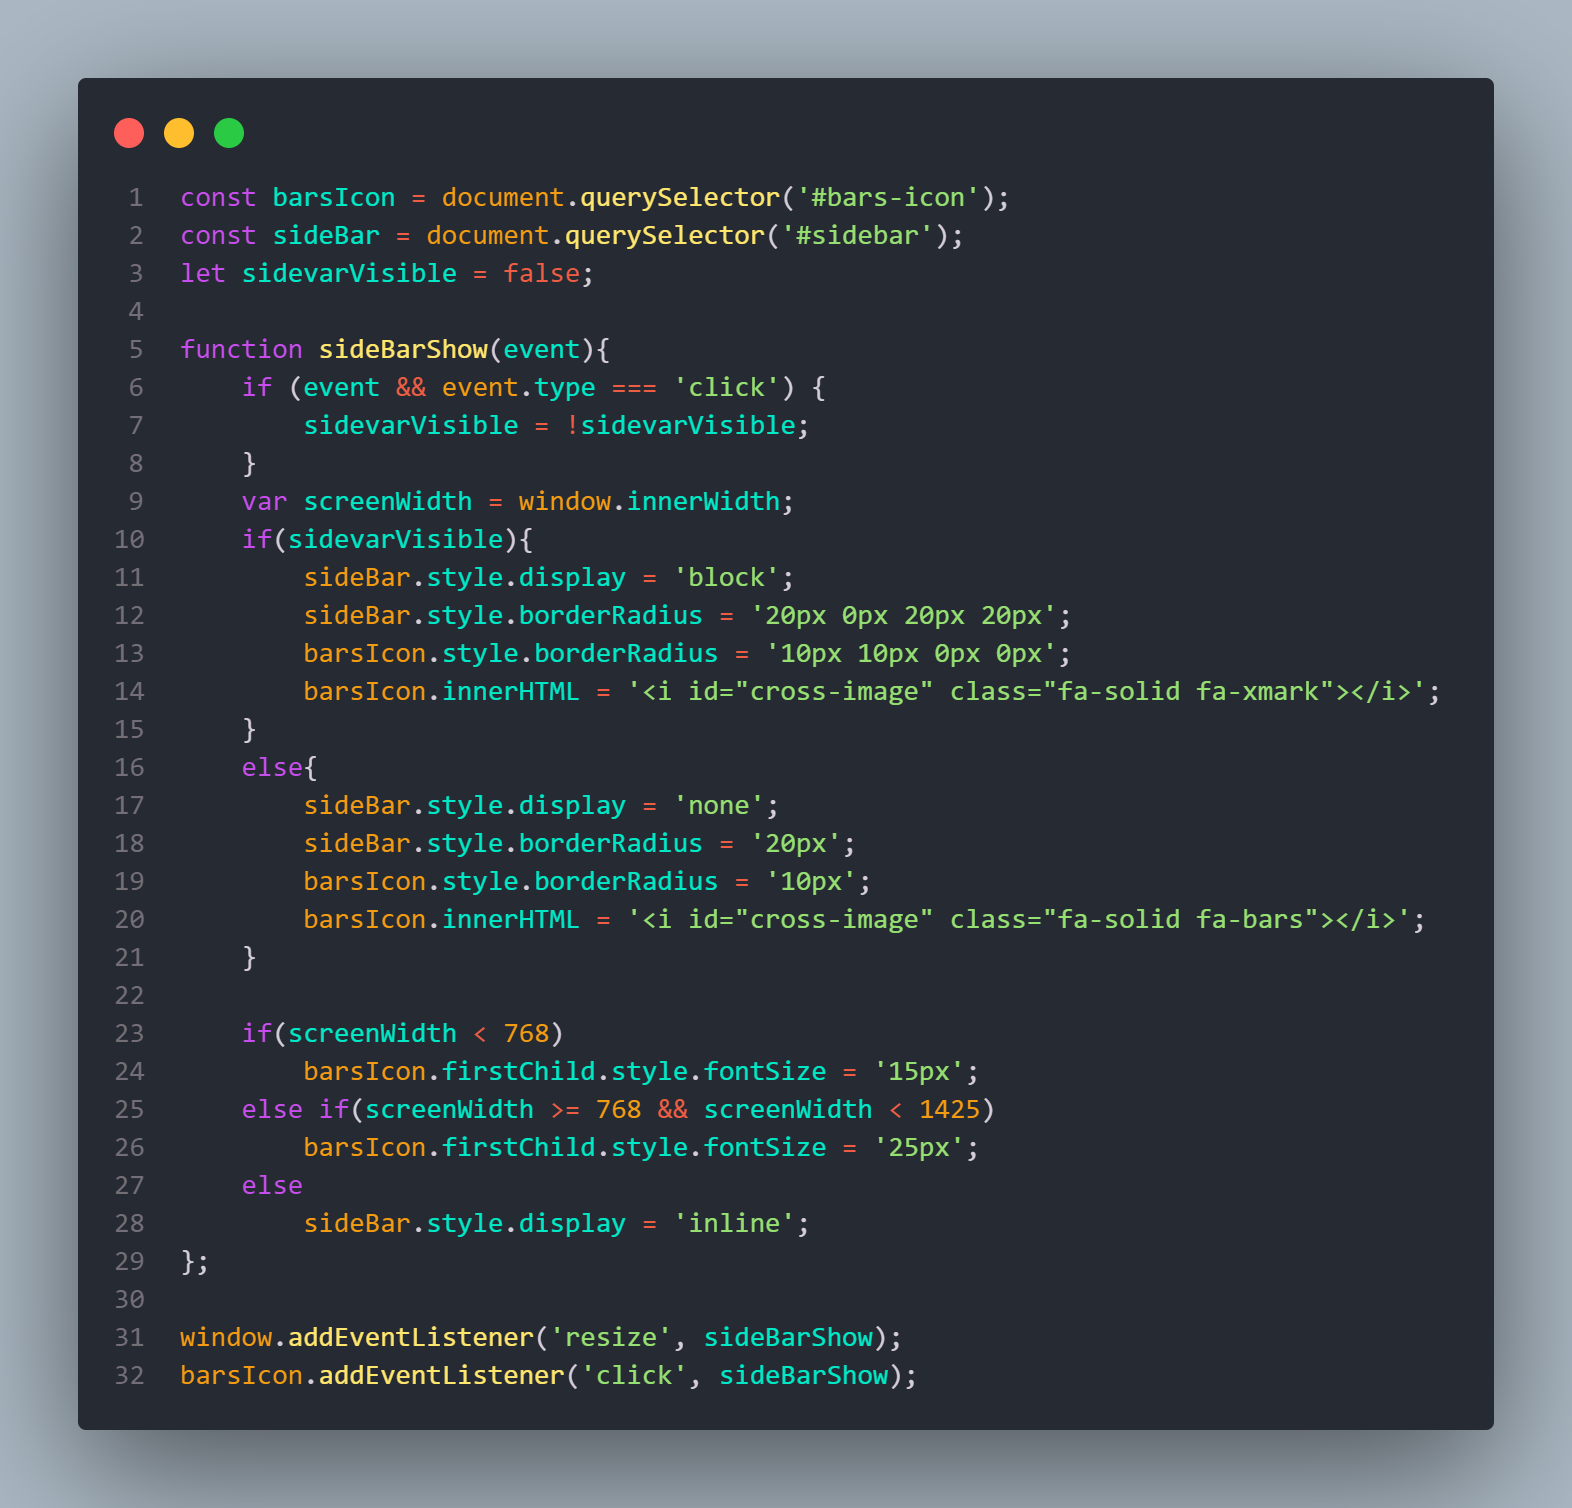 1 const barsIcon = document.querySelector('#bars-icon');
2 const sideBar = document.querySelector('#sidebar');
3 let sidevarVisible = false;
4
5 function sideBarShow(event){
6     if (event && event.type === 'click') {
7         sidevarVisible = !sidevarVisible;
8     }
9     var screenWidth = window.innerWidth;
10     if(sidevarVisible){
11         sideBar.style.display = 'block';
12         sideBar.style.borderRadius = '20px 0px 20px 20px';
13         barsIcon.style.borderRadius = '10px 10px 0px 0px';
14         barsIcon.innerHTML = '<i id="cross-image" class="fa-solid fa-xmark"></i>';
15     }
16     else{
17         sideBar.style.display = 'none';
18         sideBar.style.borderRadius = '20px';
19         barsIcon.style.borderRadius = '10px';
20         barsIcon.innerHTML = '<i id="cross-image" class="fa-solid fa-bars"></i>';
21     }
22
23     if(screenWidth < 768)
24         barsIcon.firstChild.style.fontSize = '15px';
25     else if(screenWidth >= 768 && screenWidth < 1425)
26         barsIcon.firstChild.style.fontSize = '25px';
27     else
28         sideBar.style.display = 'inline';
29 };
30
31 window.addEventListener('resize', sideBarShow);
32 barsIcon.addEventListener('click', sideBarShow);